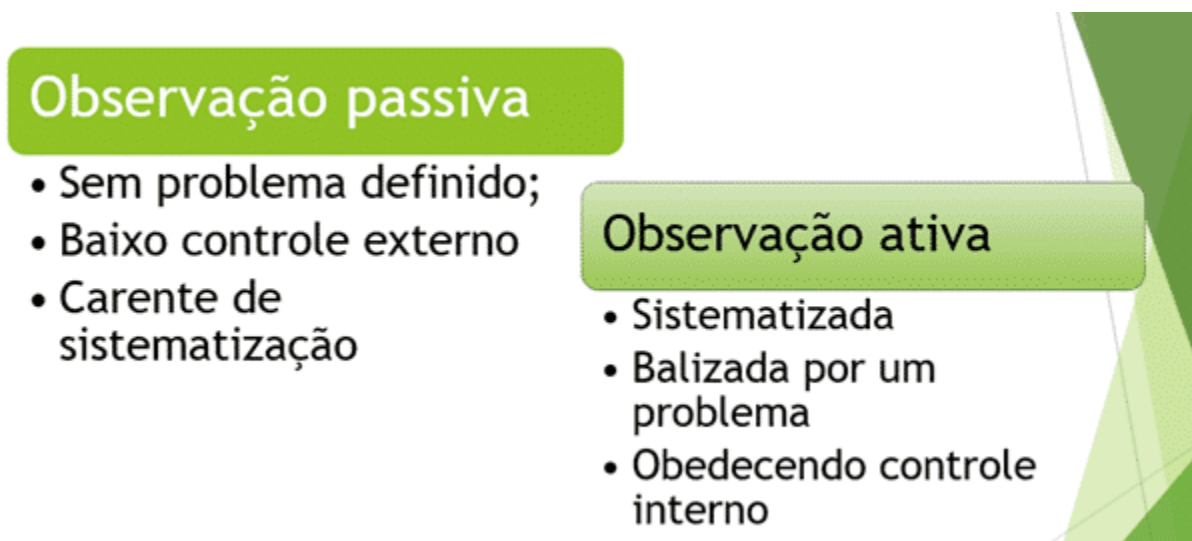 Observação passiva
• Sem problema definido;
• Baixo controle externo
• Carente de
sistematização
Observação ativa
• Sistematizada
• Balizada por um
problema
• Obedecendo controle
interno